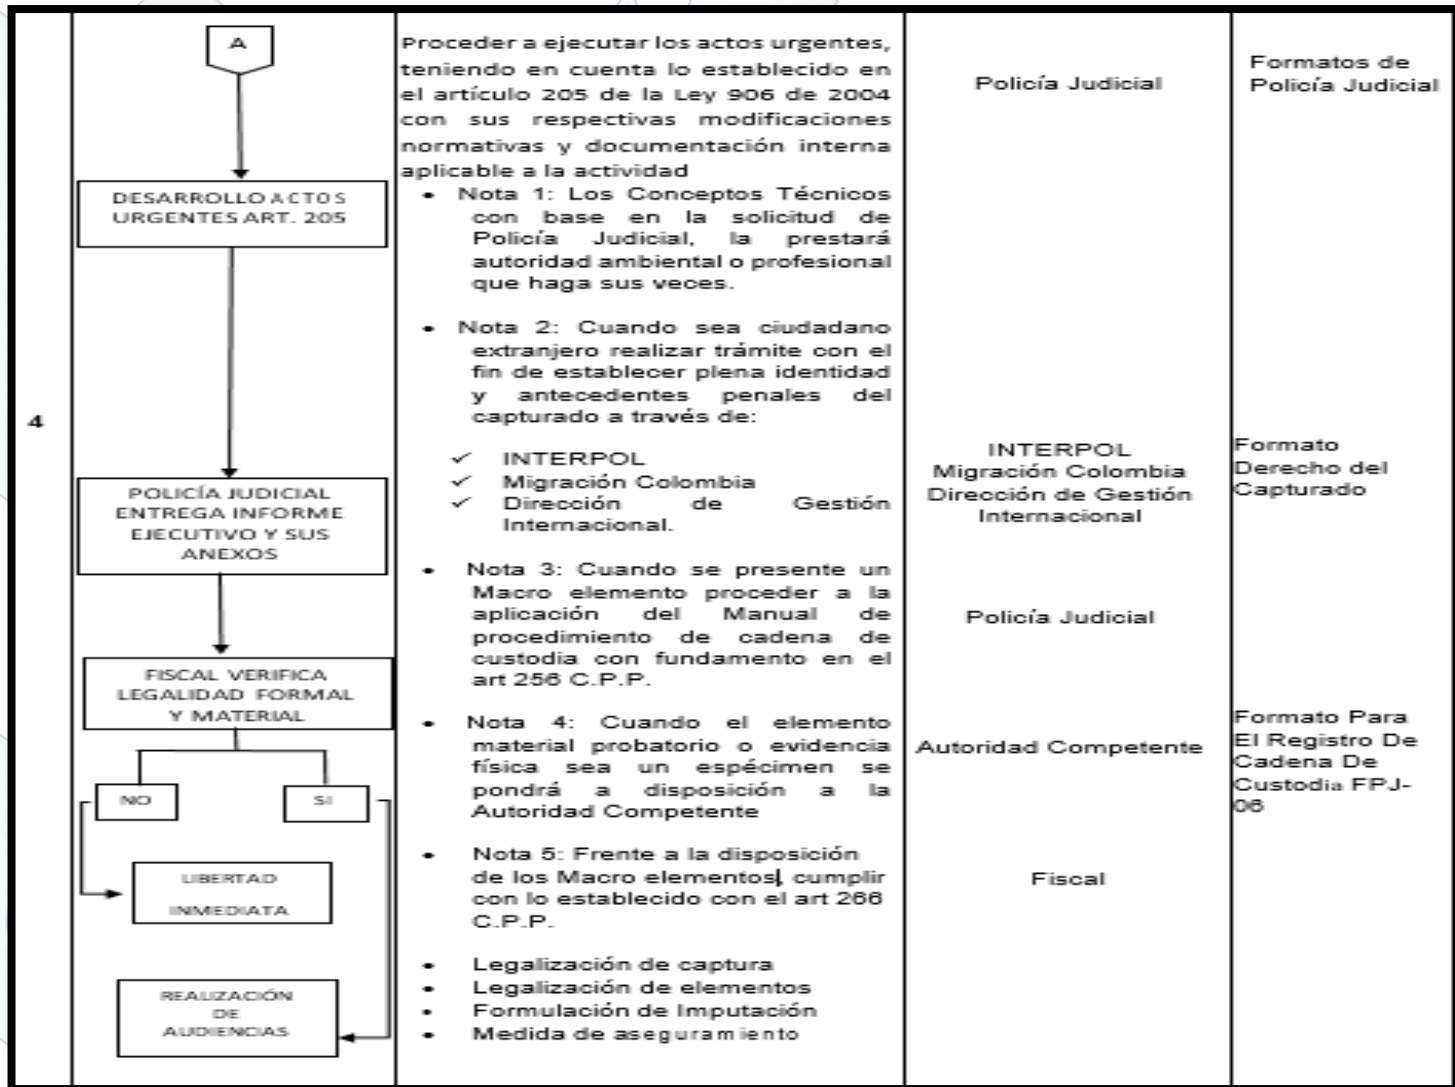 4
A
DESARROLLO ACTOS
URGENTES ART. 205
POLICÍA JUDICIAL
ENTREGA INFORME
EJECUTIVO Y SUS
ANEXOS
FISCAL VERIFICA
LEGALIDAD FORMAL
Y MATERIAL
NO
SI
LIBERTAD
INMEDIATA
REALIZACIÓN
DE
AUDIENCIAS
Proceder a ejecutar los actos urgentes,
teniendo en cuenta lo establecido en
el artículo 205 de la Ley 906 de 2004
con sus respectivas modificaciones
normativas y documentación interna
aplicable a la actividad
• Nota 1: Los Conceptos Técnicos
con base en la solicitud de
Policía Judicial, la prestará
autoridad ambiental o profesional
que haga sus veces.
• Nota 2: Cuando sea ciudadano
extranjero realizar trámite con el
fin de establecer plena identidad
y antecedentes penales del
capturado a través de:
✓ INTERPOL
✓ Migración Colombia
✓ Dirección de Gestión
Internacional.
• Nota 3: Cuando se presente un
Macro elemento proceder a la
aplicación del Manual de
procedimiento de cadena de
custodia con fundamento en el
art 256 C.P.P.
• Nota 4: Cuando el elemento
material probatorio o evidencia
física sea un espécimen se
pondrá a disposición a la
Autoridad Competente
• Nota 5: Frente a la disposición
de los Macro elementos, cumplir
con lo establecido con el art 266
C.P.P.
• Legalización de captura
• Legalización de elementos
• Formulación de Imputación
• Medida de aseguramiento
Policía Judicial
INTERPOL
Migración Colombia
Dirección de Gestión
Internacional
Policía Judicial
Autoridad Competente
Fiscal
Formatos de
Policía Judicial
Formato
Derecho del
Capturado
Formato Para
El Registro De
Cadena De
Custodia FPJ-
06